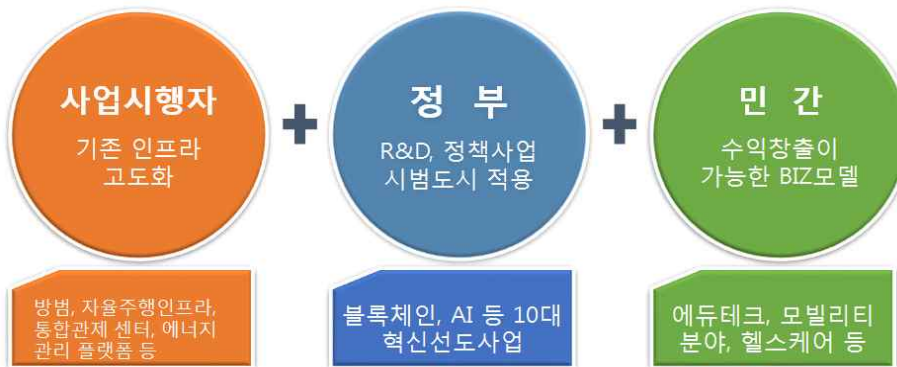 사업시행자
기존 인프라
고도화
정 부
R&D, 정책사업
시범도시 적용
민 간
수익창출이
가능한 BIZ모델
방범, 자율주행인프라,
통합관제 센터, 에너지
관리 플랫폼 등
블록체인, AI 등 10대
혁신선도사업
에듀테크, 모빌리티
분야, 헬스케어 등